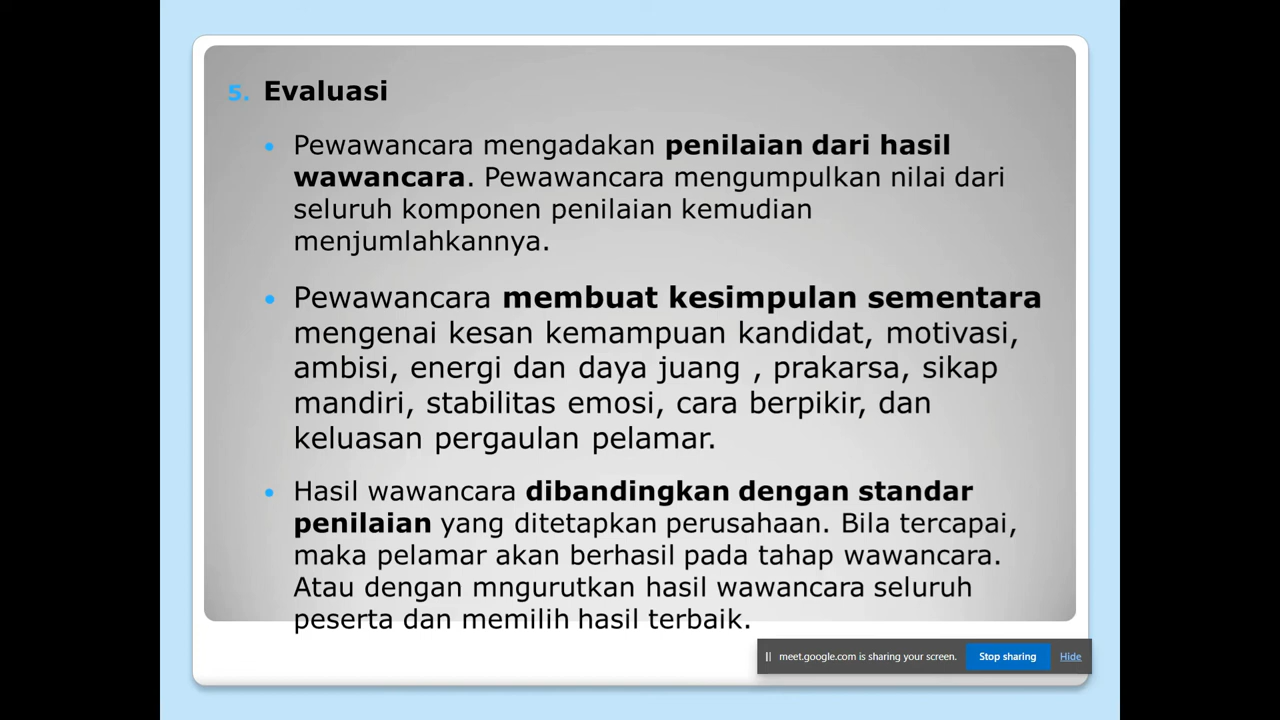 5. Evaluasi
• Pewawancara mengadakan penilaian dari hasil
wawancara. Pewawancara mengumpulkan nilai dari
seluruh komponen penilaian kemudian
menjumlahkannya.
• Pewawancara membuat kesimpulan sementara
mengenai kesan kemampuan kandidat, motivasi,
ambisi, energi dan daya juang , prakarsa, sikap
mandiri, stabilitas emosi, cara berpikir, dan
keluasan pergaulan pelamar.
• Hasil wawancara dibandingkan dengan standar
penilaian yang ditetapkan perusahaan. Bila tercapai,
maka pelamar akan berhasil pada tahap wawancara.
Atau dengan mngurutkan hasil wawancara seluruh
peserta dan memilih hasil terbaik.
meet.google.com is sharing your screen. Stop sharing Hide